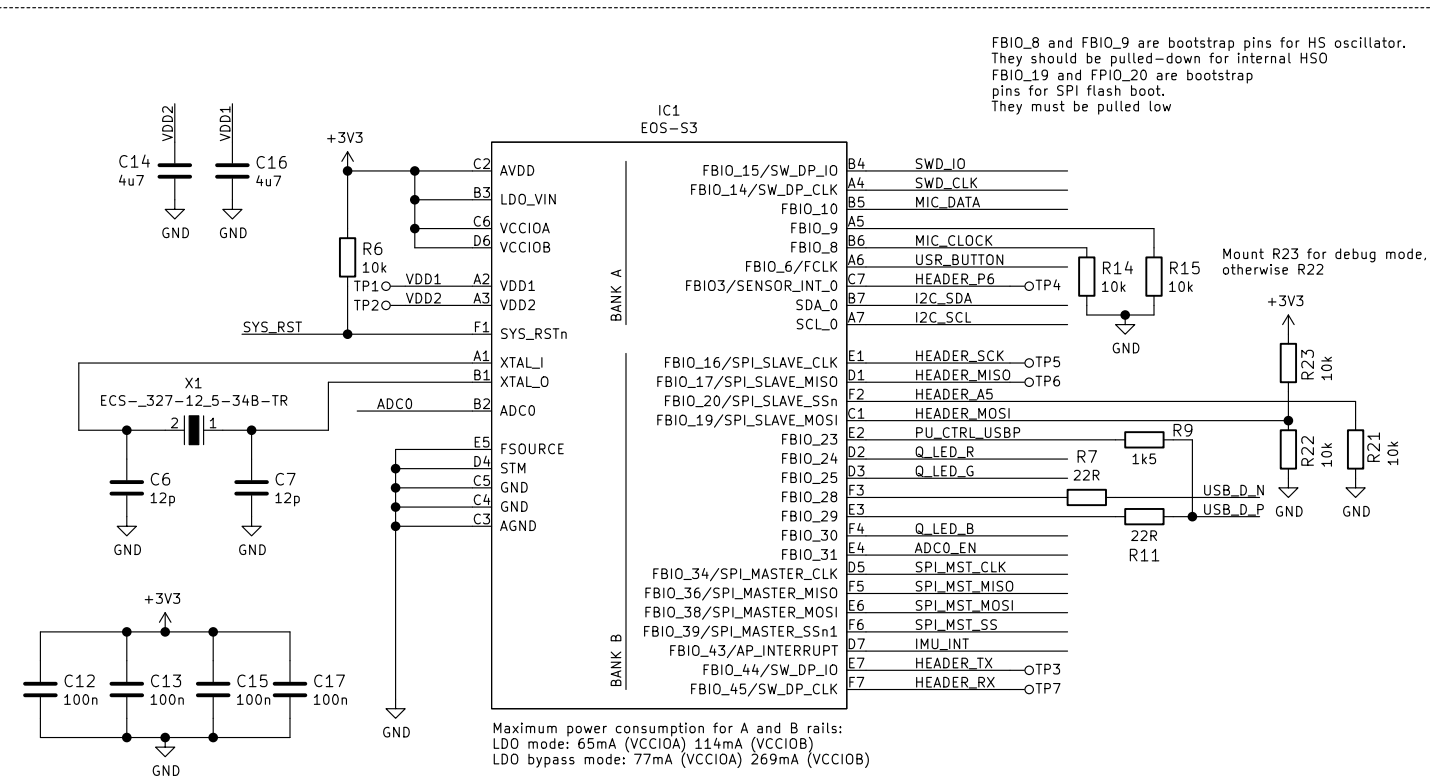 FBIO_8 and FBIO_9 are bootstrap pins for HS oscillator.
They should be pulled-down for internal HSO
FBIO_19 and FPIO_20 are bootstrap
pins for SPI flash boot.
They must be pulled low
IC1
EOS-S3
VDD2
VDD1
C14
4u7
C16
4u7
GND
GND
+3V3
R6
10k
C2 AVDD
B3 LDO_VIN
C6 VCCIOA
D6 VCCIOB
TP1 VDD1 A2 VDD1
TP2 VDD2 A3 VDD2
SYS_RST F1 SYS_RSTn
A1 XTAL_I
B1 XTAL_O
ADC0 B2 ADC0
E5 FSOURCE
D4 STM
C5 GND
C4 GND
C3 AGND
GND
X1
ECS-_327-12_5-34B-TR
2 1
C6
12p
C7
12p
GND
GND
+3V3
C12
100n
C13
100n
C15
100n
C17
100n
GND
BANK A
FBIO_15/SW_DP_IO B4 SWD_IO
FBIO_14/SW_DP_CLK A4 SWD_CLK
FBIO_10 B5 MIC_DATA
FBIO_9 A5
FBIO_8 B6 MIC_CLOCK
FBIO_6/FCLK A6 USR_BUTTON
FBIO3/SENSOR_INT_0 C7 HEADER_P6 TP4
SDA_0 B7 I2C_SDA
SCL_0 A7 I2C_SCL
R14
10k
R15
10k
GND
BANK B
FBIO_16/SPI_SLAVE_CLK E1 HEADER_SCK TP5
FBIO_17/SPI_SLAVE_MISO D1 HEADER_MISO TP6
FBIO_20/SPI_SLAVE_SSn F2 HEADER_A5
FBIO_19/SPI_SLAVE_MOSI C1 HEADER_MOSI
FBIO_23 E2 PU_CTRL_USBP
FBIO_24 D2 Q_LED_R
FBIO_25 D3 Q_LED_G
FBIO_28 F3
FBIO_29 E3
FBIO_30 F4 Q_LED_B
FBIO_31 E4 ADC0_EN
FBIO_34/SPI_MASTER_CLK D5 SPI_MST_CLK
FBIO_36/SPI_MASTER_MISO F5 SPI_MST_MISO
FBIO_38/SPI_MASTER_MOSI E6 SPI_MST_MOSI
FBIO_39/SPI_MASTER_SSn1 F6 SPI_MST_SS
FBIO_43/AP_INTERRUPT D7 IMU_INT
FBIO_44/SW_DP_IO E7 HEADER_TX TP3
FBIO_45/SW_DP_CLK F7 HEADER_RX TP7
R9
1k5
R7
22R
22R
R11
USB_D_N
USB_D_P
Mount R23 for debug mode,
otherwise R22
+3V3
R23
10k
R22
10k
R21
10k
GND
GND
Maximum power consumption for A and B rails:
LDO mode: 65mA (VCCIOA) 114mA (VCCIOB)
LDO bypass mode: 77mA (VCCIOA) 269mA (VCCIOB)